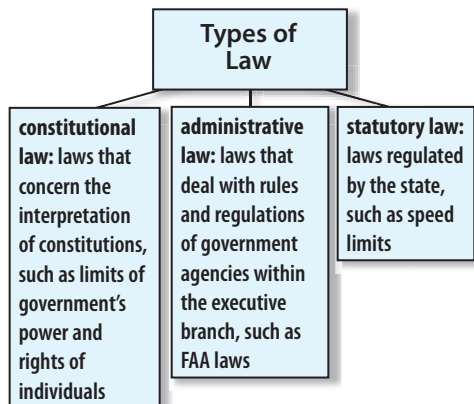 Types of
Law
constitutional
law: laws that
concern the
interpretation
of constitutions,
such as limits of
government's
power and
rights of
individuals
administrative
law: laws that
deal with rules
and regulations
of government
agencies within
the executive
branch, such as
FAA laws
statutory law:
laws regulated
by the state,
such as speed
limits